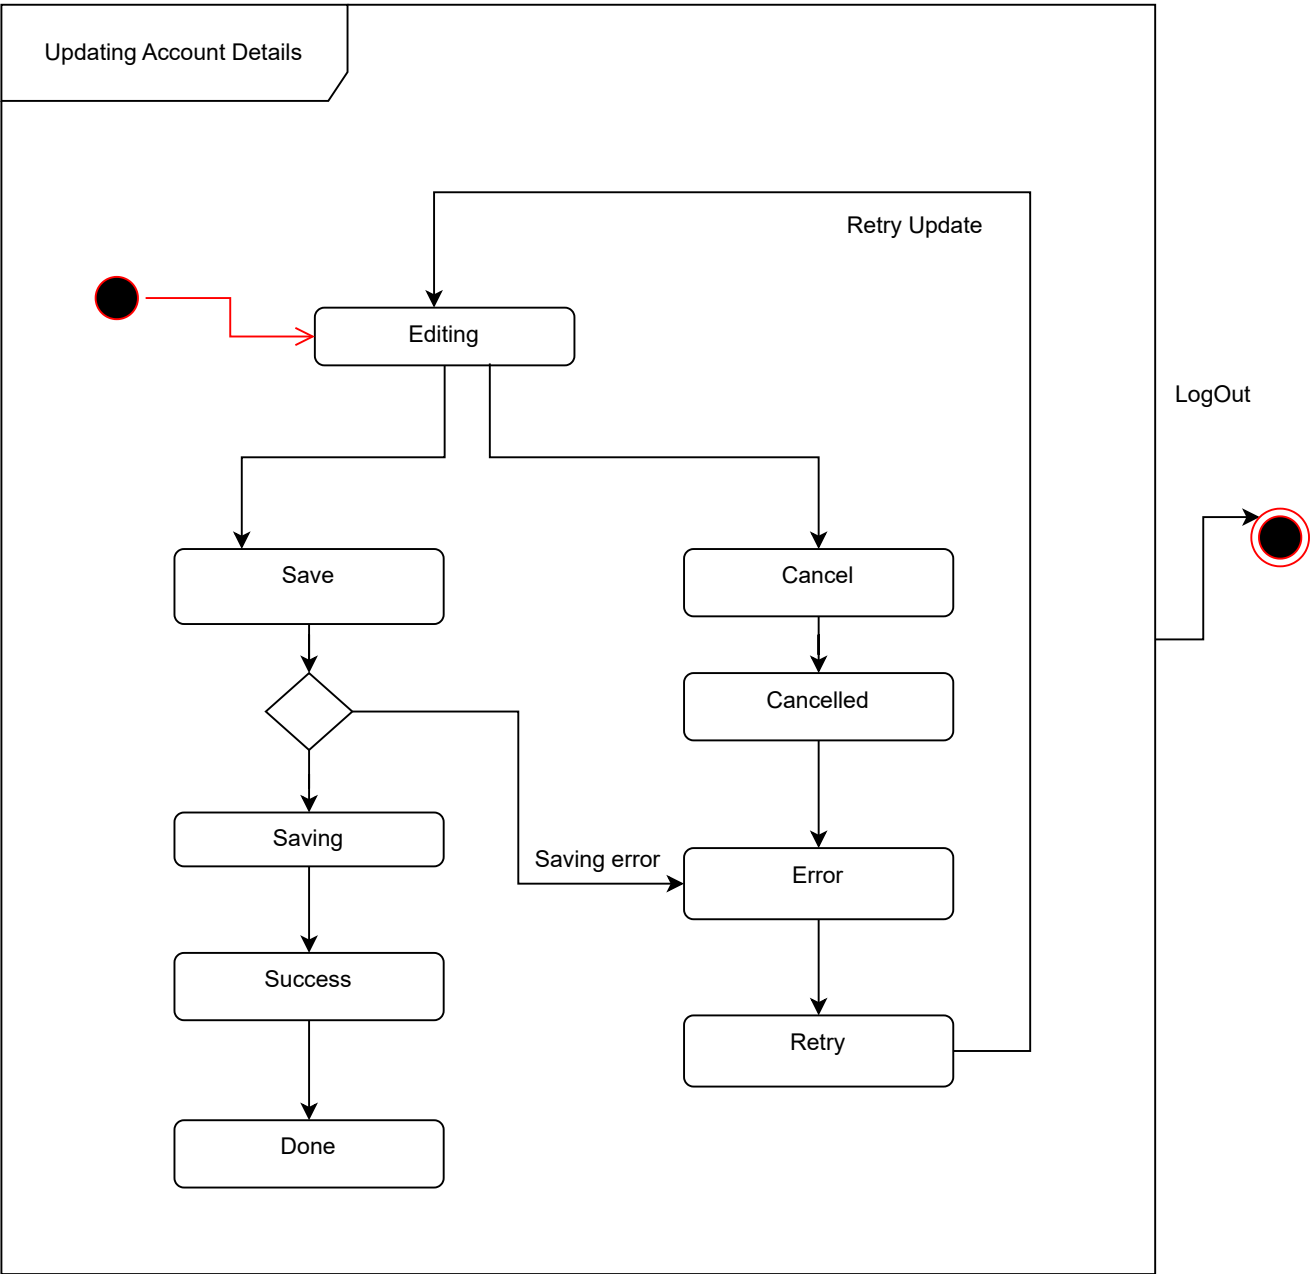 Updating Account Details
Retry Update
Editing
LogOut
Save
Cancel
Cancelled
Saving
Saving error
Error
Success
Retry
Done